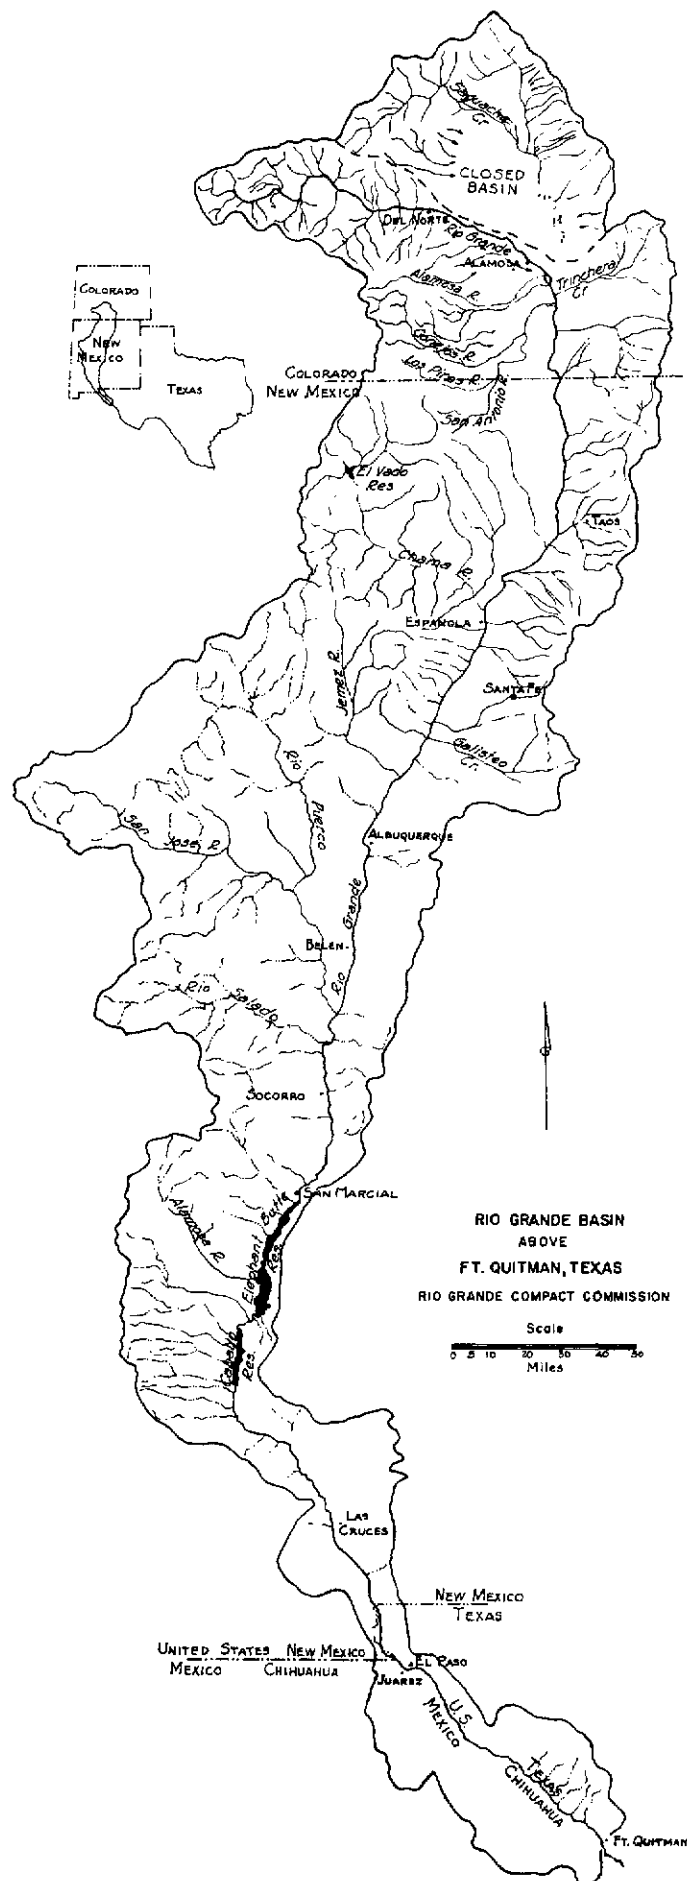 Saguache
Cr
CLOSED
BASIN
DEL NORTE
Rio Grande
ALAMOSA
Trinchera
Cr
Alamosa R.
Conejos R.
Los Pinos R.
San Antonio R.
COLORADO
NEW MEXICO
COLORADO
NEW
MEXICO
TEXAS
El Vado
Res
TAOS
Chama R.
ESPANOLA
Jemez R.
SANTA FE
Galisteo
Cr.
Rio
Puerco
San
Jose R.
ALBUQUERQUE
Rio Grande
BELEN
Rio Salado
SOCORRO
SAN MARCIAL
Alamosa R.
Elephant Butte
Res.
Caballo
Res.
RIO GRANDE BASIN
ABOVE
FT. QUITMAN, TEXAS
RIO GRANDE COMPACT COMMISSION
Scale
0 5 10 20 30 40 50
Miles
LAS
CRUCES
NEW MEXICO
TEXAS
UNITED STATES NEW MEXICO
MEXICO CHIHUAHUA
EL PASO
JUAREZ
U.S.
MEXICO
TEXAS
CHIHUAHUA
FT. QUITMAN